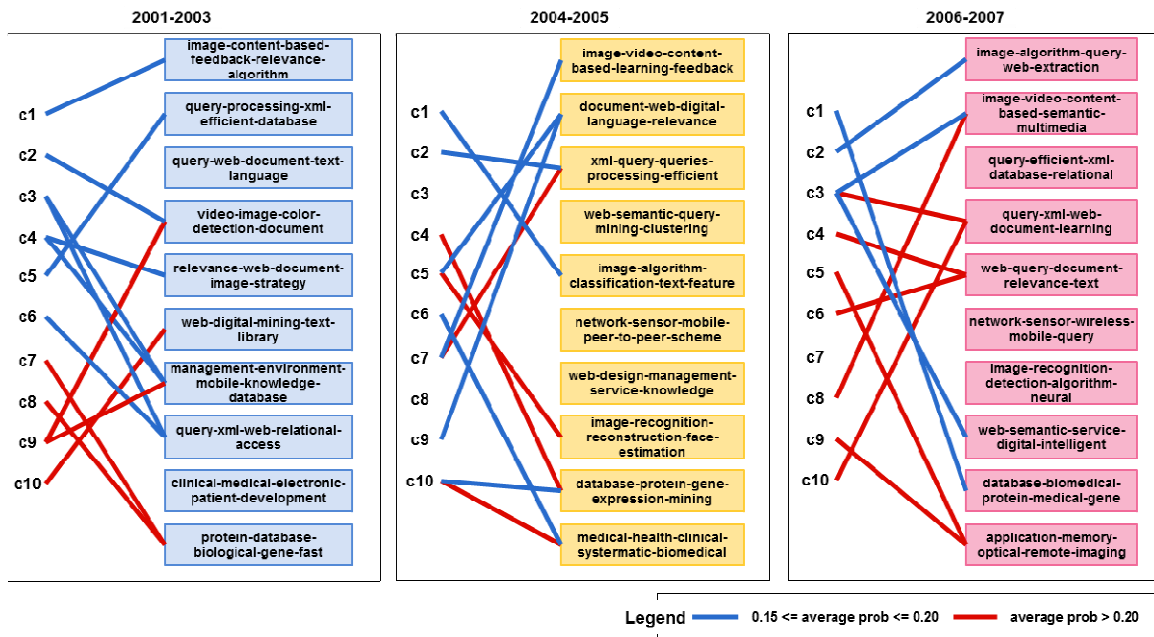 2001-2003
c1
c2
c3
c4
c5
c6
c7
c8
c9
c10
image-content-based-
feedback-relevance-
algorithm
query-processing-xml-
efficient-database
query-web-document-text-
language
video-image-color-
detection-document
relevance-web-document-
image-strategy
web-digital-mining-text-
library
management-environment-
mobile-knowledge-
database
query-xml-web-relational-
access
clinical-medical-electronic-
patient-development
protein-database-
biological-gene-fast
2004-2005
c1
c2
c3
c4
c5
c6
c7
c8
c9
c10
image-video-content-
based-learning-feedback
document-web-digital-
language-relevance
xml-query-queries-
processing-efficient
web-semantic-query-
mining-clustering
image-algorithm-
classification-text-feature
network-sensor-mobile-
peer-to-peer-scheme
web-design-management-
service-knowledge
image-recognition-
reconstruction-face-
estimation
database-protein-gene-
expression-mining
medical-health-clinical-
systematic-biomedical
2006-2007
c1
c2
c3
c4
c5
c6
c7
c8
c9
c10
image-algorithm-query-
web-extraction
image-video-content-
based-semantic-
multimedia
query-efficient-xml-
database-relational
query-xml-web-
document-learning
web-query-document-
relevance-text
network-sensor-wireless-
mobile-query
image-recognition-
detection-algorithm-
neural
web-semantic-service-
digital-intelligent
database-biomedical-
protein-medical-gene
application-memory-
optical-remote-imaging
Legend 0.15 <= average prob <= 0.20 average prob > 0.20